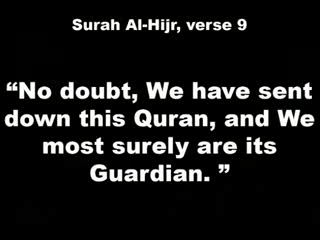 Surah Al-Hijr, verse 9
“No doubt, We have sent
down this Quran, and We
most surely are its
Guardian. ”